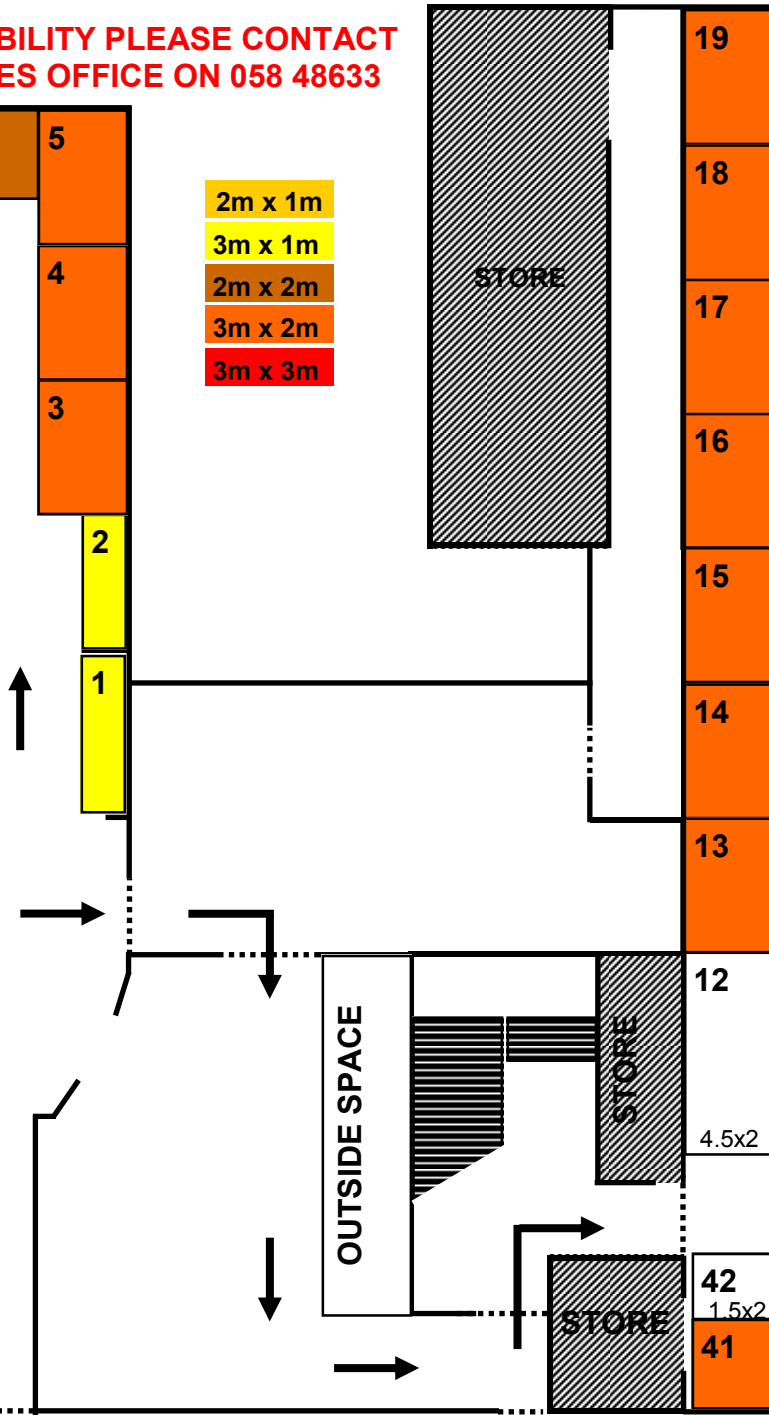 BILITY PLEASE CONTACT
ES OFFICE ON 058 48633
19
5
18
2m x 1m
3m x 1m
2m x 2m
3m x 2m
3m x 3m
4
STORE
17
3
16
2
15
1
14
13
12
OUTSIDE SPACE
STORE
4.5x2
42
1.5x2
STORE
41